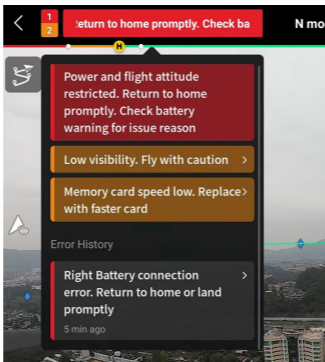 1
2
Return to home promptly. Check ba
N mo
H
Power and flight attitude
restricted. Return to home
promptly. Check battery
warning for issue reason
Low visibility. Fly with caution >
Memory card speed low. Replace>
with faster card
Error History
Right Battery connection >
error. Return to home or land
promptly
5 min ago